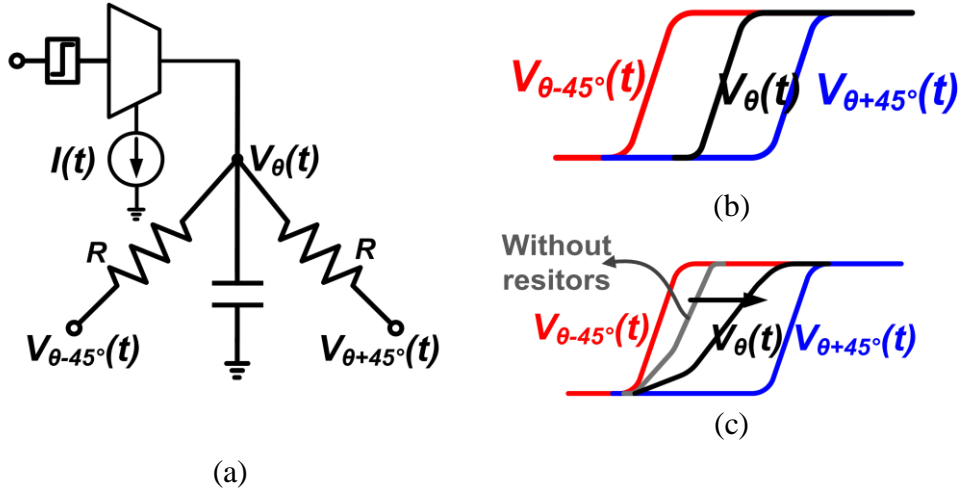 I(t)
Vθ(t)
R
R
Vθ-45°(t)
Vθ+45°(t)
(a)
Vθ-45°(t)
Vθ(t)
Vθ+45°(t)
(b)
Without
resitors
Vθ-45°(t)
Vθ(t)
Vθ+45°(t)
(c)